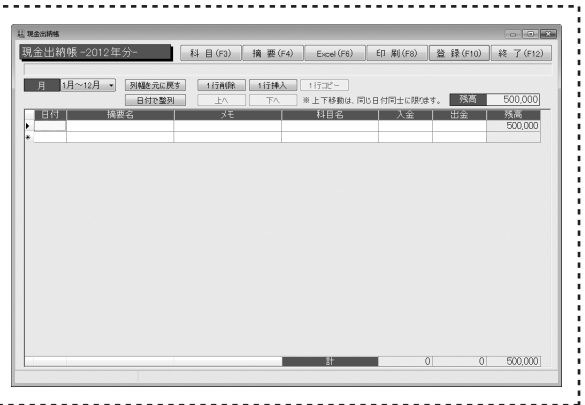 現金出納帳
現金出納帳 -2012年分-
科 目(F3) 摘 要(F4) Excel(F6) 印 刷(F8) 登 録(F10) 終 了(F12)
月 1月～12月 列幅を元に戻す 1行削除 1行挿入 1行コピー
日付で整列 上へ 下へ ※上下移動は、同じ日付同士に限ります。 残高 500,000
日付 摘要名 メモ 科目名 入金 出金 残高
500,000
計 0 0 500,000